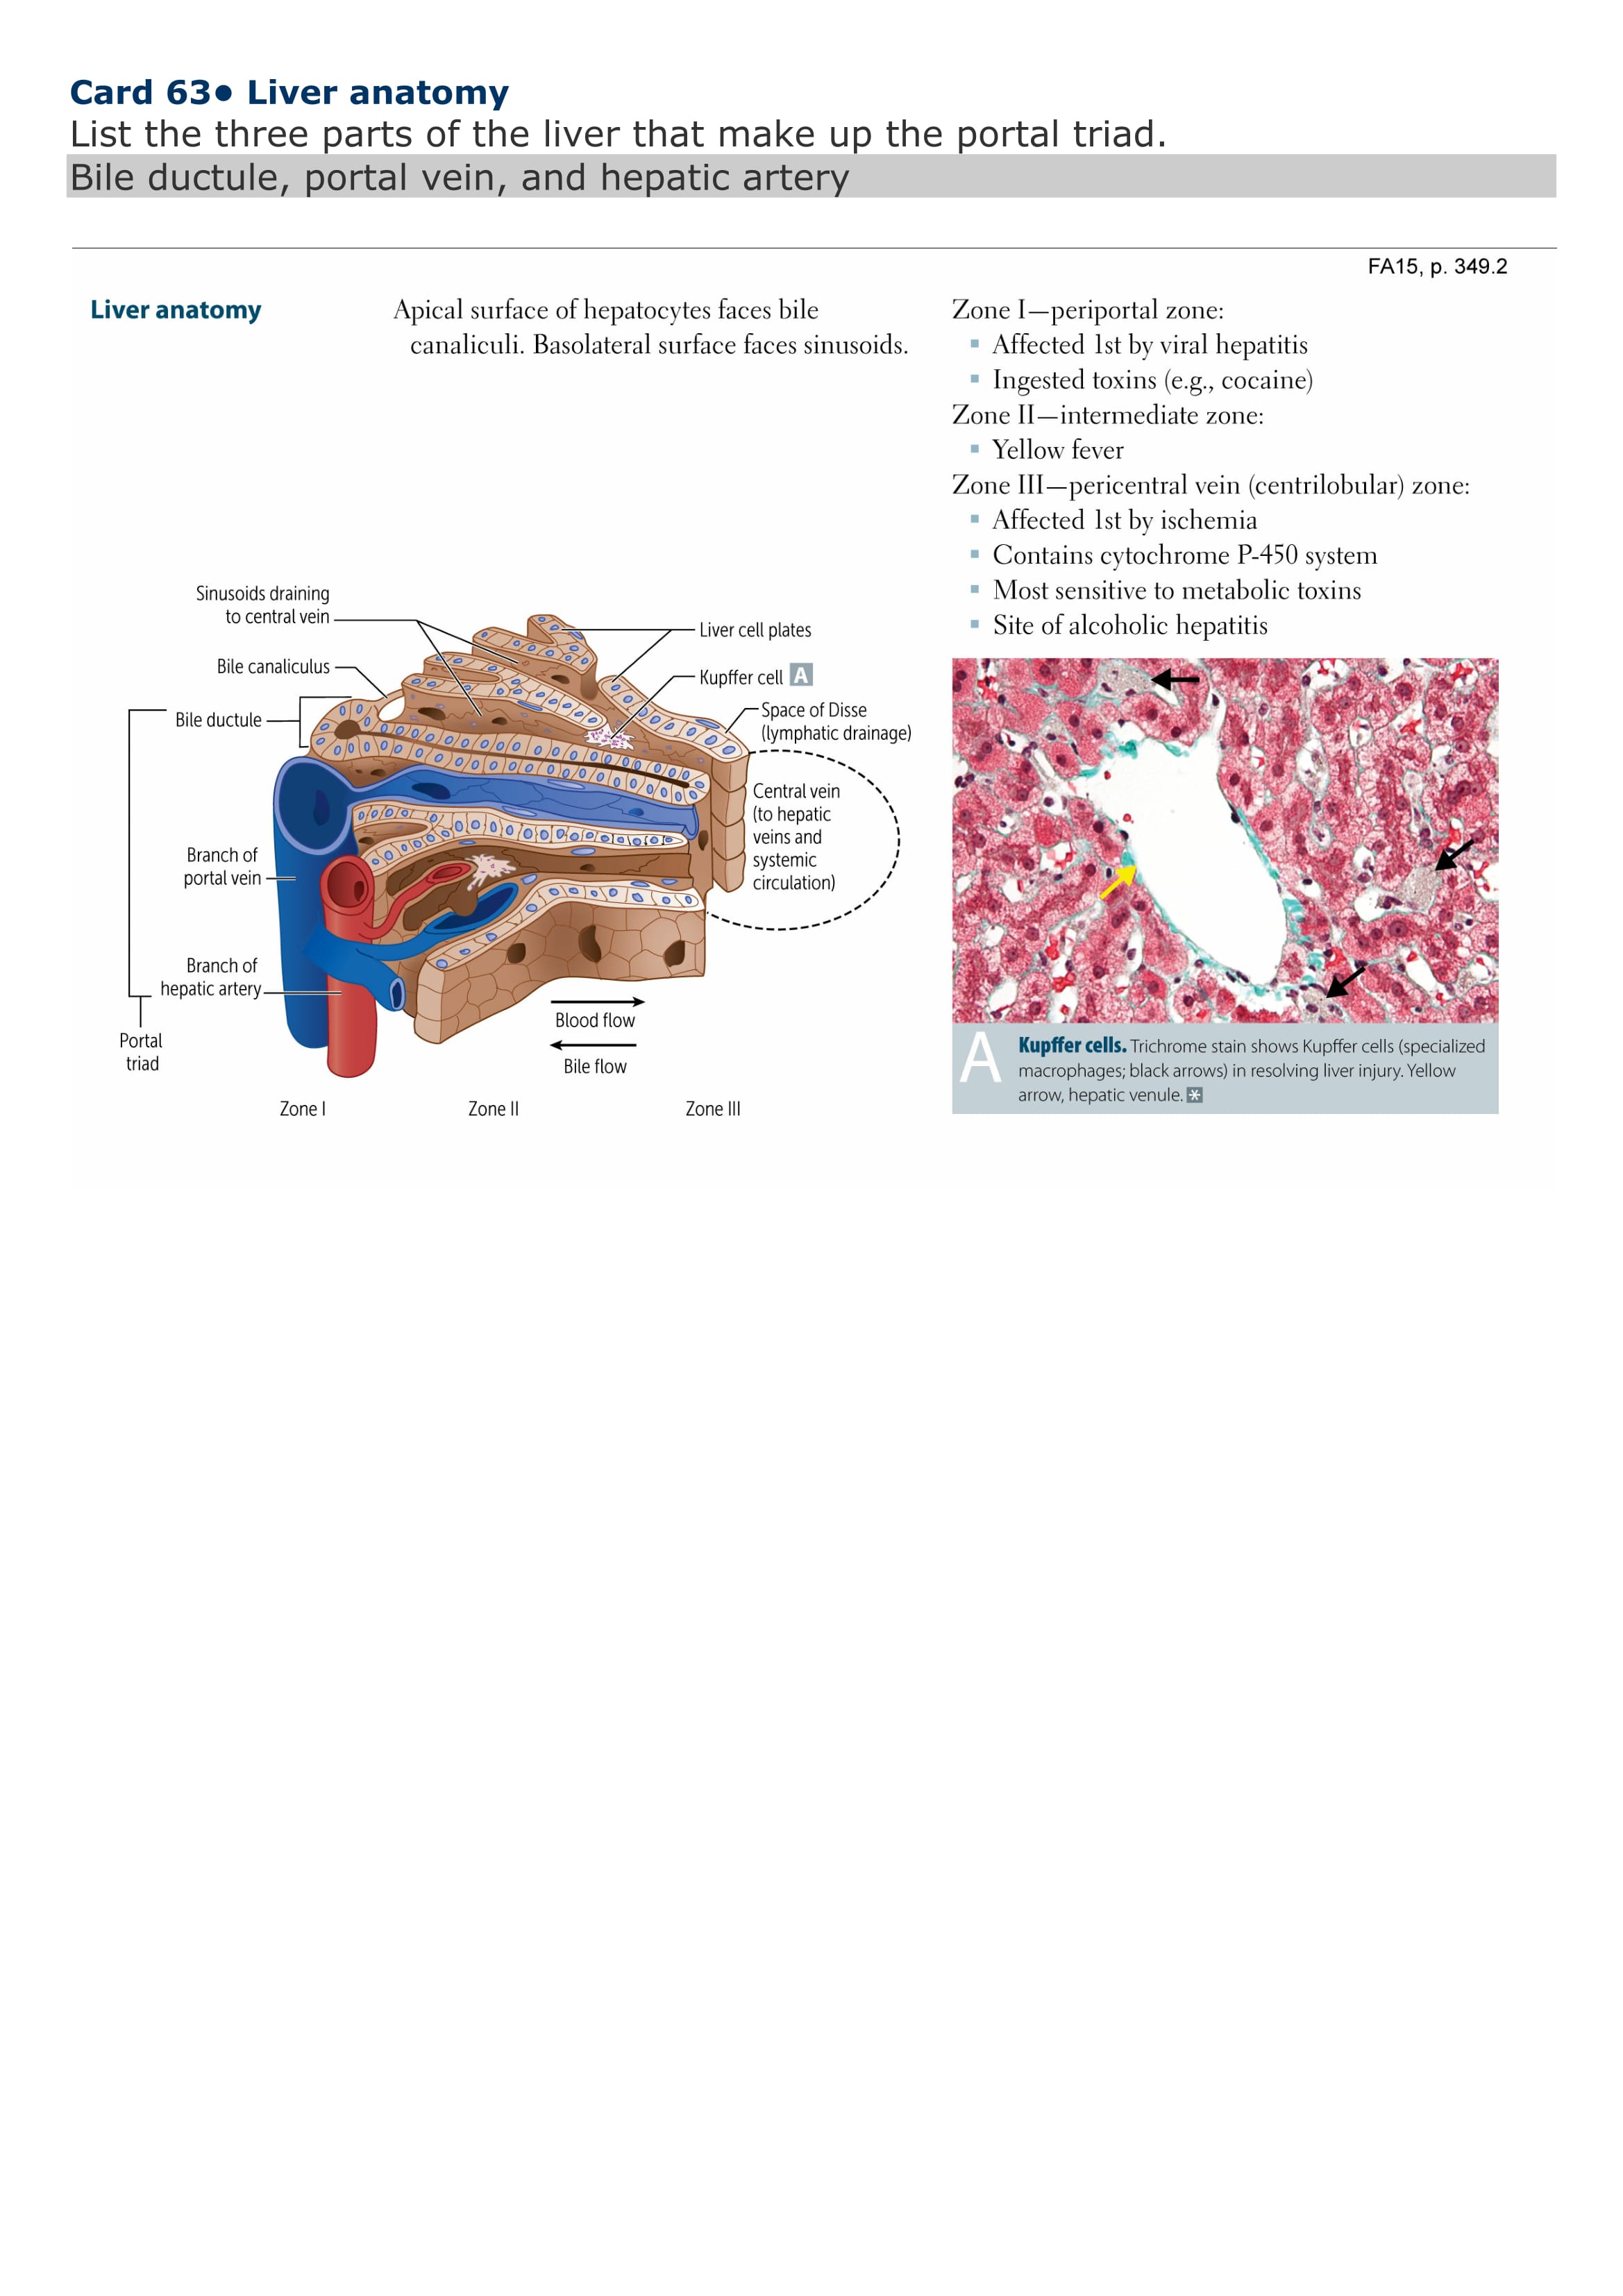 Card 63● Liver anatomy
List the three parts of the liver that make up the portal triad.
Bile ductule, portal vein, and hepatic artery
FA15, p. 349.2
Liver anatomy
Apical surface of hepatocytes faces bile
canaliculi. Basolateral surface faces sinusoids.
Zone I—periportal zone:
▪ Affected 1st by viral hepatitis
▪ Ingested toxins (e.g., cocaine)
Zone II—intermediate zone:
▪ Yellow fever
Zone III—pericentral vein (centrilobular) zone:
▪ Affected 1st by ischemia
▪ Contains cytochrome P-450 system
▪ Most sensitive to metabolic toxins
▪ Site of alcoholic hepatitis
Sinusoids draining
to central vein
Bile canaliculus
Bile ductule
Branch of
portal vein
Branch of
hepatic artery
Portal
triad
Liver cell plates
Kupffer cell A
Space of Disse
(lymphatic drainage)
Central vein
(to hepatic
veins and
systemic
circulation)
Blood flow
Bile flow
Zone I
Zone II
Zone III
A
Kupffer cells. Trichrome stain shows Kupffer cells (specialized
macrophages; black arrows) in resolving liver injury. Yellow
arrow, hepatic venule. *